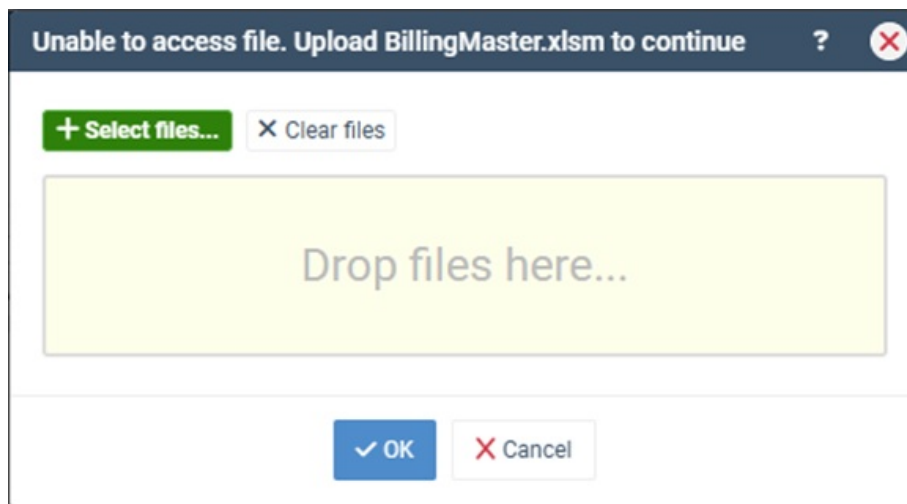 Unable to access file. Upload BillingMaster.xlsm to continue ?
+ Select files... × Clear files
Drop files here...
OK Cancel